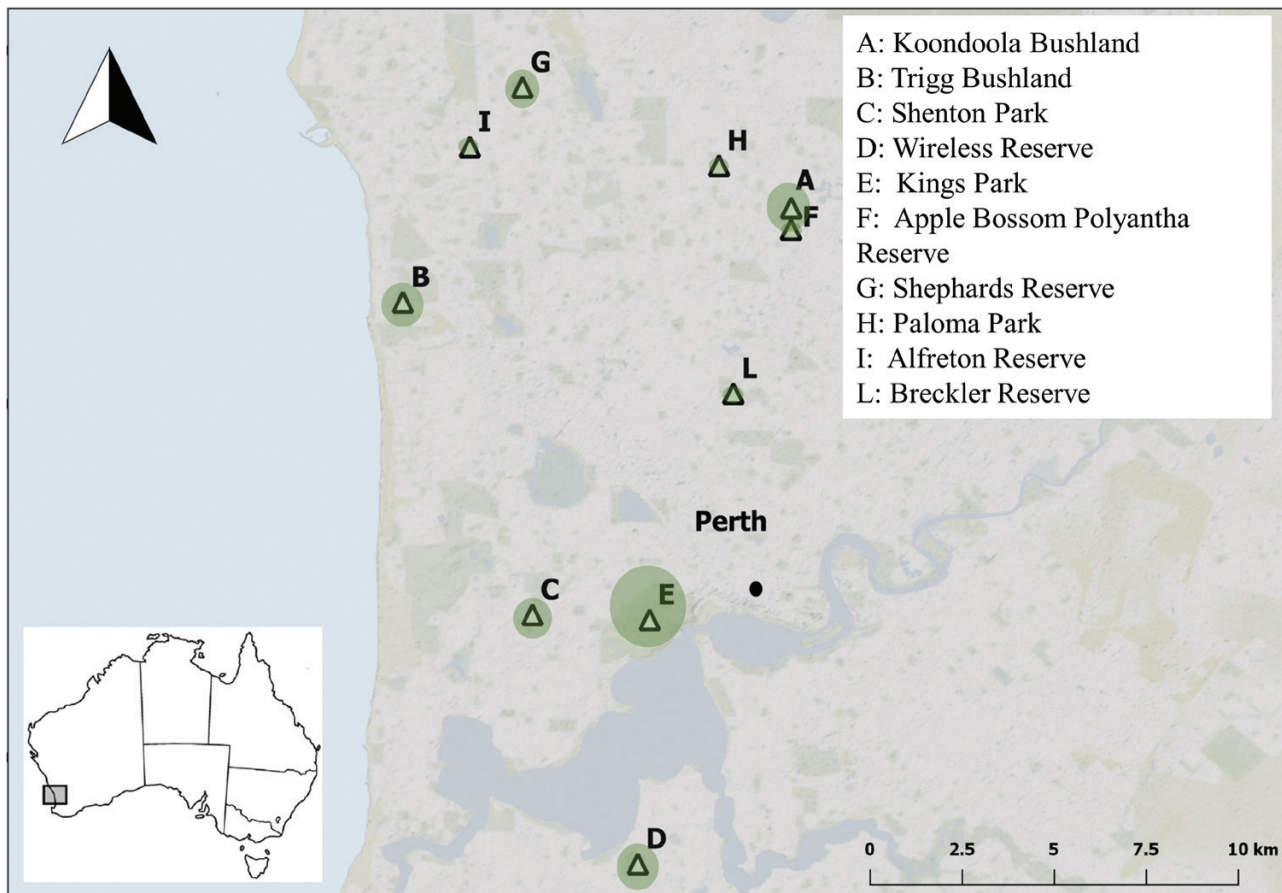 A: Koondoola Bushland
B: Trigg Bushland
C: Shenton Park
D: Wireless Reserve
E:  Kings Park
F:  Apple Bossom Polyantha
Reserve
G: Shephards Reserve
H: Paloma Park
I:  Alfreton Reserve
L: Breckler Reserve
G
I
H
A
F
B
L
Perth
C
E
D
0 2.5 5 7.5 10 km